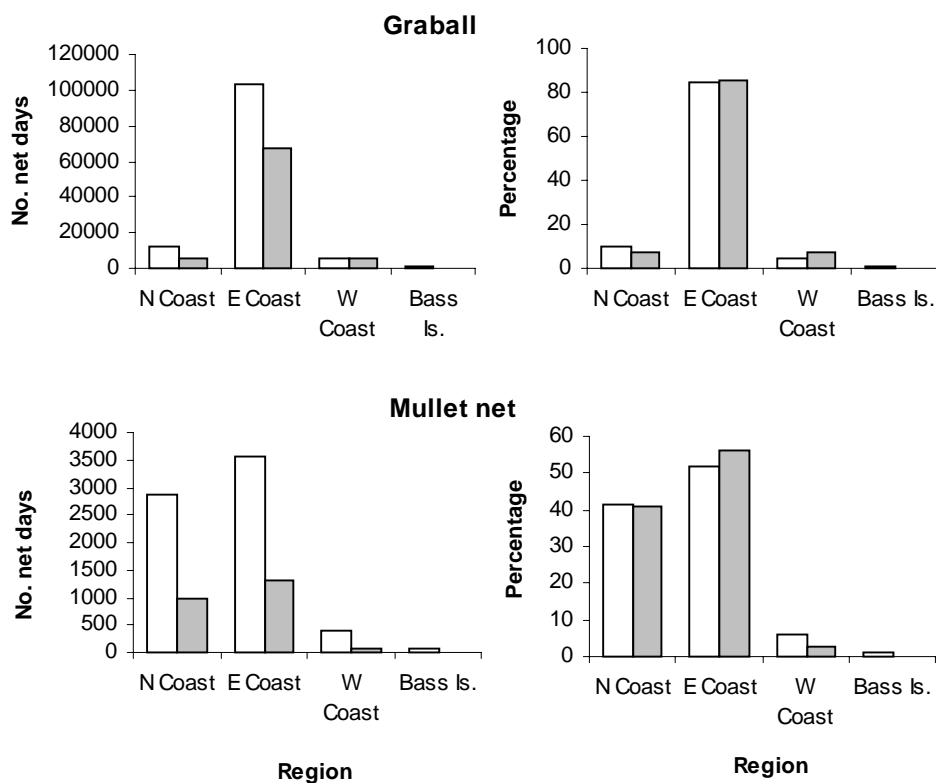 Graball
No. net days
120000
100000
80000
60000
40000
20000
0
N Coast E Coast W Bass
Coast Is.
Percentage
100
80
60
40
20
0
N Coast E Coast W Bass Is.
Coast
Mullet net
No. net days
4000
3500
3000
2500
2000
1500
1000
500
0
N Coast E Coast W Bass Is.
Coast
Region
Percentage
60
50
40
30
20
10
0
N Coast E Coast W Bass Is.
Coast
Region